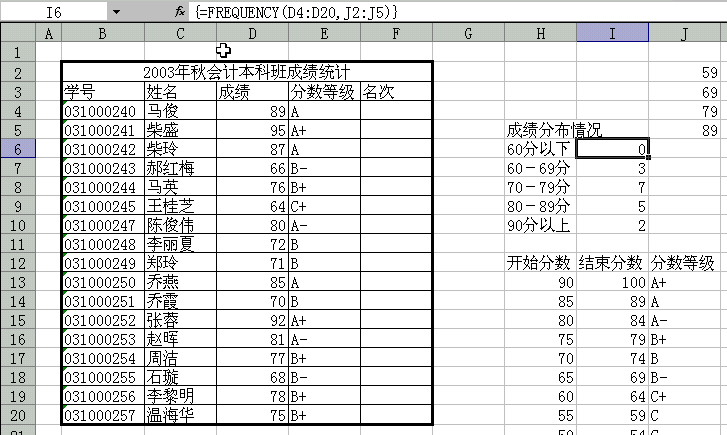 I6 fx {=FREQUENCY(D4:D20,J2:J5)}
A B C D E F G H I J
1
2 2003年秋会计本科班成绩统计 59
3 学号 姓名 成绩 分数等级 名次 69
4 031000240 马俊 89 A 79
5 031000241 柴盛 95 A+ 成绩分布情况 89
6 031000242 柴玲 87 A 60分以下 0
7 031000243 郝红梅 66 B- 60-69分 3
8 031000244 马英 76 B+ 70-79分 7
9 031000245 王桂芝 64 C+ 80-89分 5
10 031000247 陈俊伟 80 A- 90分以上 2
11 031000248 李丽夏 72 B
12 031000249 郑玲 71 B 开始分数 结束分数 分数等级
13 031000250 乔燕 85 A 90 100 A+
14 031000251 乔霞 70 B 85 89 A
15 031000252 张蓉 92 A+ 80 84 A-
16 031000253 赵晖 81 A- 75 79 B+
17 031000254 周洁 77 B+ 70 74 B
18 031000255 石璇 68 B- 65 69 B-
19 031000256 李黎明 78 B+ 60 64 C+
20 031000257 温海华 75 B+ 55 59 C